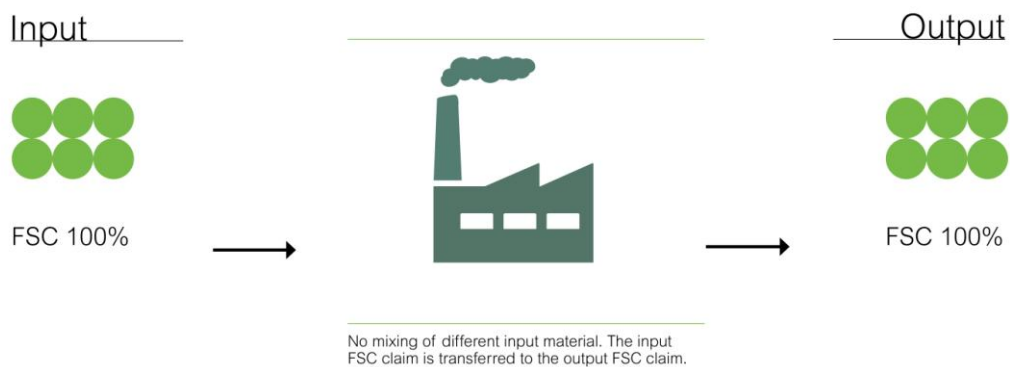 Input
Output
FSC 100%
FSC 100%
No mixing of different input material. The input
FSC claim is transferred to the output FSC claim.